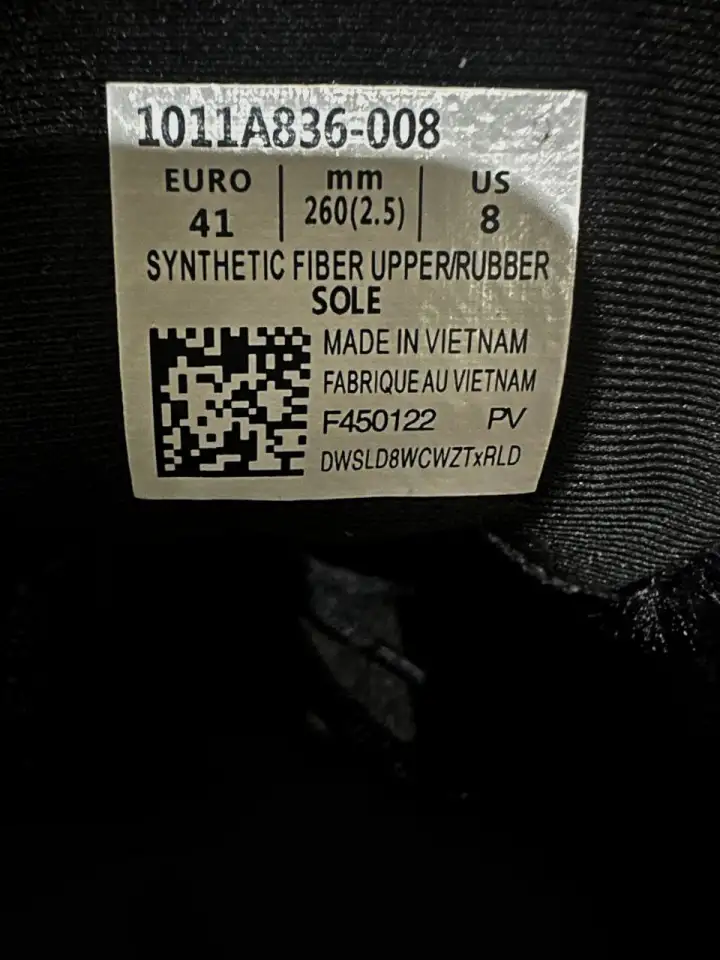 1011A836-008
EURO | mm | US
41 | 260(2.5) | 8
SYNTHETIC FIBER UPPER/RUBBER
SOLE
MADE IN VIETNAM
FABRIQUE AU VIETNAM
F450122 PV
DWSLD8WCWZTxRLD